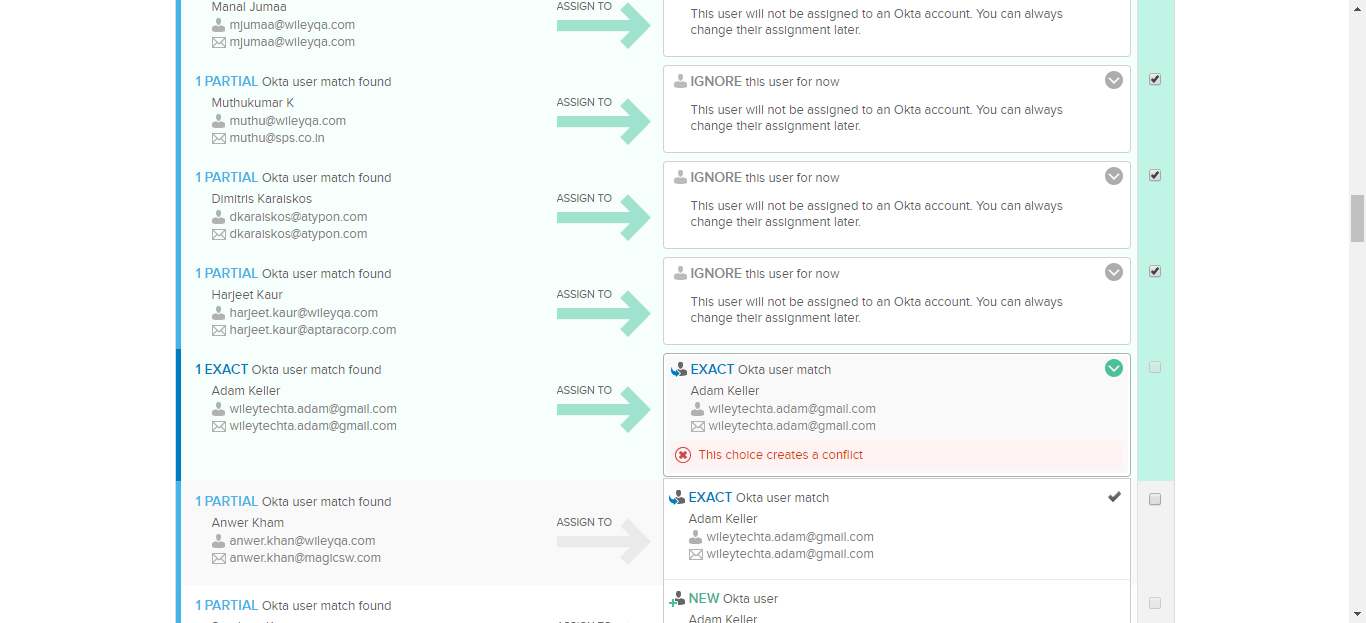 Manal Jumaa
mjumaa@wileyqa.com
mjumaa@wileyqa.com
ASSIGN TO
This user will not be assigned to an Okta account. You can always
change their assignment later.
1 PARTIAL Okta user match found
Muthukumar K
muthu@wileyqa.com
muthu@sps.co.in
ASSIGN TO
IGNORE this user for now
This user will not be assigned to an Okta account. You can always
change their assignment later.
1 PARTIAL Okta user match found
Dimitris Karaiskos
dkaraiskos@atypon.com
dkaraiskos@atypon.com
ASSIGN TO
IGNORE this user for now
This user will not be assigned to an Okta account. You can always
change their assignment later.
1 PARTIAL Okta user match found
Harjeet Kaur
harjeet.kaur@wileyqa.com
harjeet.kaur@aptaracorp.com
ASSIGN TO
IGNORE this user for now
This user will not be assigned to an Okta account. You can always
change their assignment later.
1 EXACT Okta user match found
Adam Keller
wileytechta.adam@gmail.com
wileytechta.adam@gmail.com
ASSIGN TO
EXACT Okta user match
Adam Keller
wileytechta.adam@gmail.com
wileytechta.adam@gmail.com
This choice creates a conflict
1 PARTIAL Okta user match found
Anwer Kham
anwer.khan@wileyqa.com
anwer.khan@magicsw.com
ASSIGN TO
EXACT Okta user match
Adam Keller
wileytechta.adam@gmail.com
wileytechta.adam@gmail.com
1 PARTIAL Okta user match found
NEW Okta user
Adam Keller